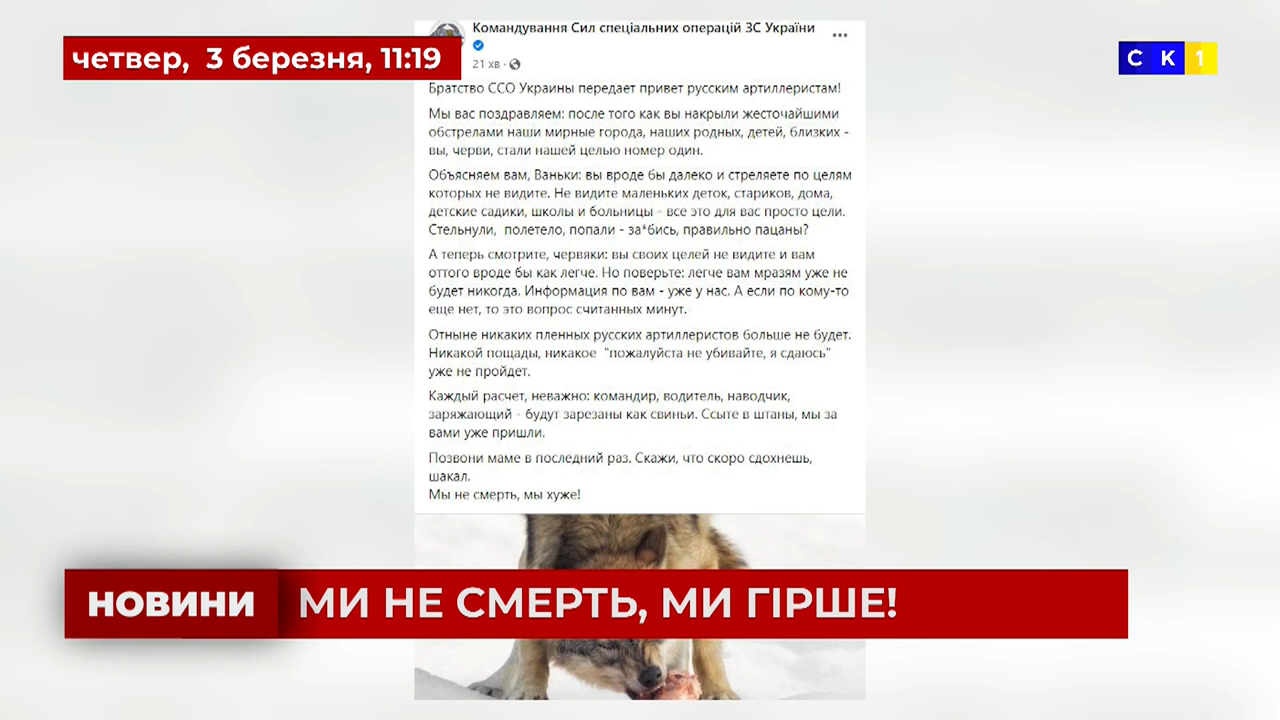 Командування Сил спеціальних операцій ЗС України
четвер, 3 березня, 11:19
21 хв ·
СК1
Братство ССО Украины передает привет русским артиллеристам!
Мы вас поздравляем: после того как вы накрыли жесточайшими
обстрелами наши мирные города, наших родных, детей, близких -
вы, черви, стали нашей целью номер один.
Объясняем вам, Ваньки: вы вроде бы далеко и стреляете по целям
которых не видите. Не видите маленьких деток, стариков, дома,
детские садики, школы и больницы - все это для вас просто цели.
Стельнули, полетело, попали - за*бись, правильно пацаны?
А теперь смотрите, червяки: вы своих целей не видите и вам
оттого вроде бы как легче. Но поверьте: легче вам мразям уже не
будет никогда. Информация по вам - уже у нас. А если по кому-то
еще нет, то это вопрос считанных минут.
Отныне никаких пленных русских артиллеристов больше не будет.
Никакой пощады, никакое "пожалуйста не убивайте, я сдаюсь"
уже не пройдет.
Каждый расчет, неважно: командир, водитель, наводчик,
заряжающий - будут зарезаны как свиньи. Ссыте в штаны, мы за
вами уже пришли.
Позвони маме в последний раз. Скажи, что скоро сдохнешь,
шакал.
Мы не смерть, мы хуже!
НОВИНИ
МИ НЕ СМЕРТЬ, МИ ГІРШЕ!